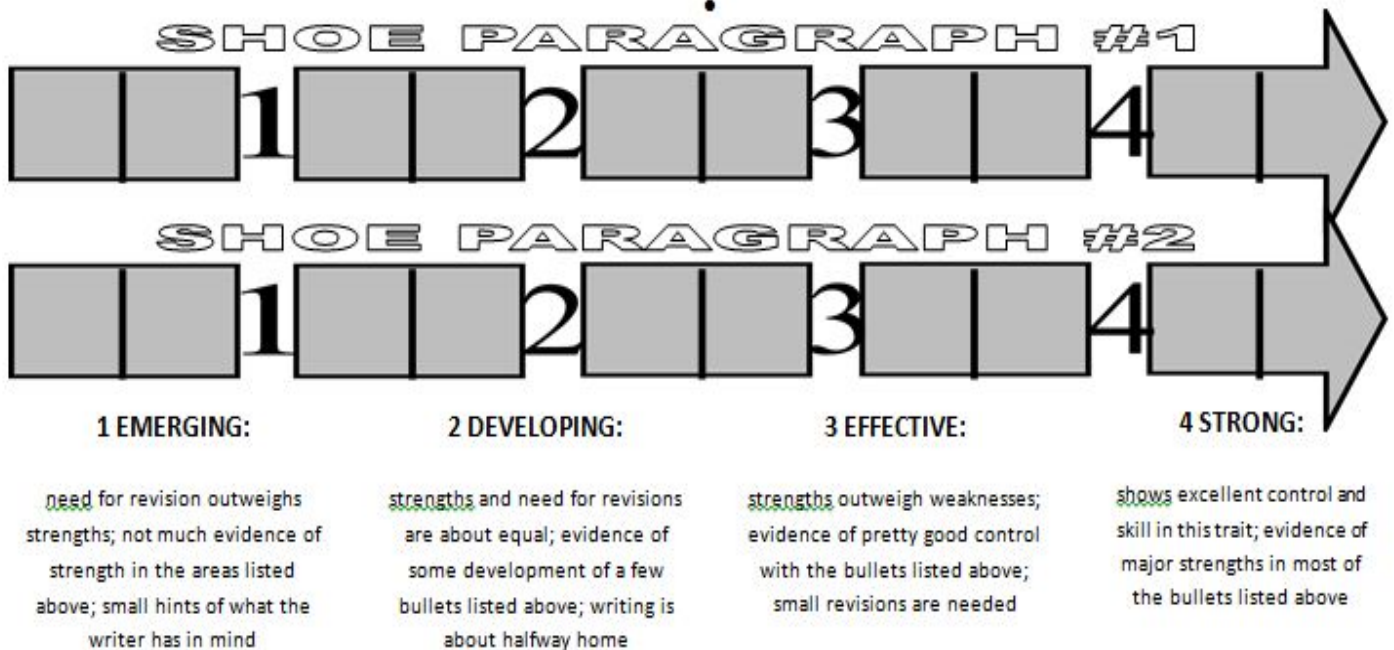 SHOE PARAGRAPH #1
1 2 3 4
SHOE PARAGRAPH #2
1 2 3 4
1 EMERGING:
need for revision outweighs
strengths; not much evidence of
strength in the areas listed
above; small hints of what the
writer has in mind
2 DEVELOPING:
strengths and need for revisions
are about equal; evidence of
some development of a few
bullets listed above; writing is
about halfway home
3 EFFECTIVE:
strengths outweigh weaknesses;
evidence of pretty good control
with the bullets listed above;
small revisions are needed
4 STRONG:
shows excellent control and
skill in this trait; evidence of
major strengths in most of
the bullets listed above